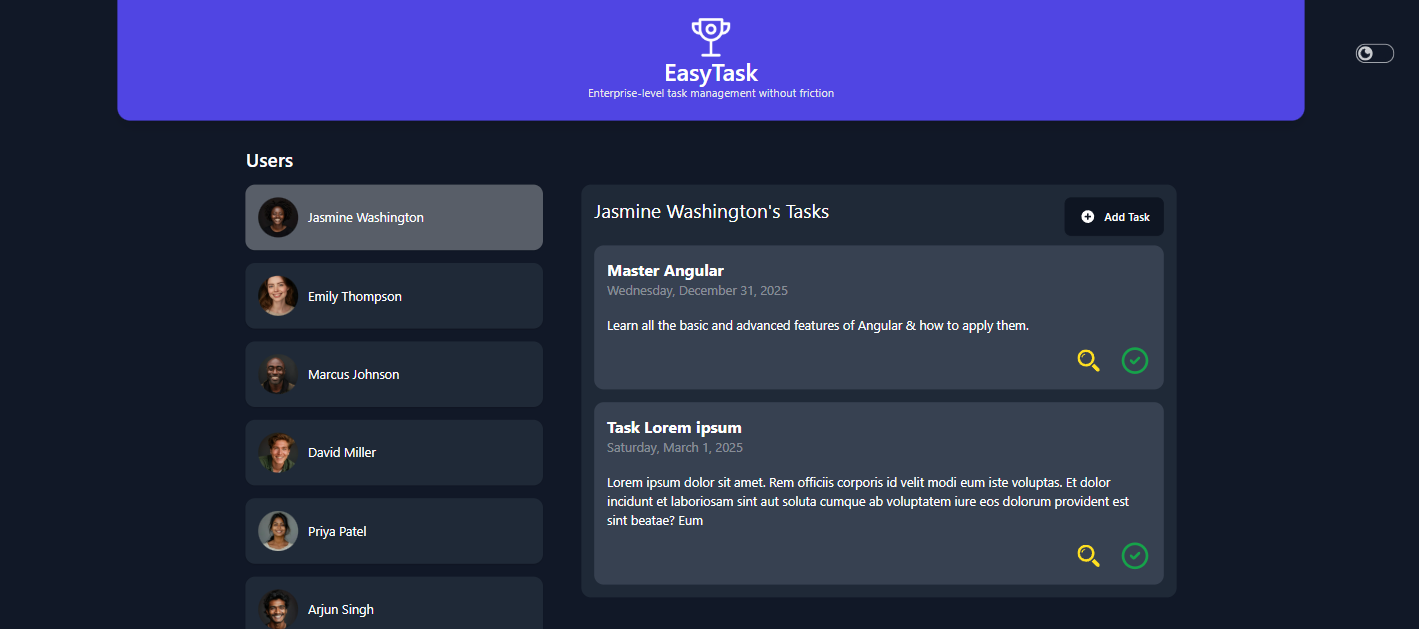 EasyTask
Enterprise-level task management without friction
Users
Jasmine Washington
Emily Thompson
Marcus Johnson
David Miller
Priya Patel
Arjun Singh
Jasmine Washington's Tasks
Add Task
Master Angular
Wednesday, December 31, 2025
Learn all the basic and advanced features of Angular & how to apply them.
Task Lorem ipsum
Saturday, March 1, 2025
Lorem ipsum dolor sit amet. Rem officiis corporis id velit modi eum iste voluptas. Et dolor
incidunt et laboriosam sint aut soluta cumque ab voluptatem iure eos dolorum provident est
sint beatae? Eum